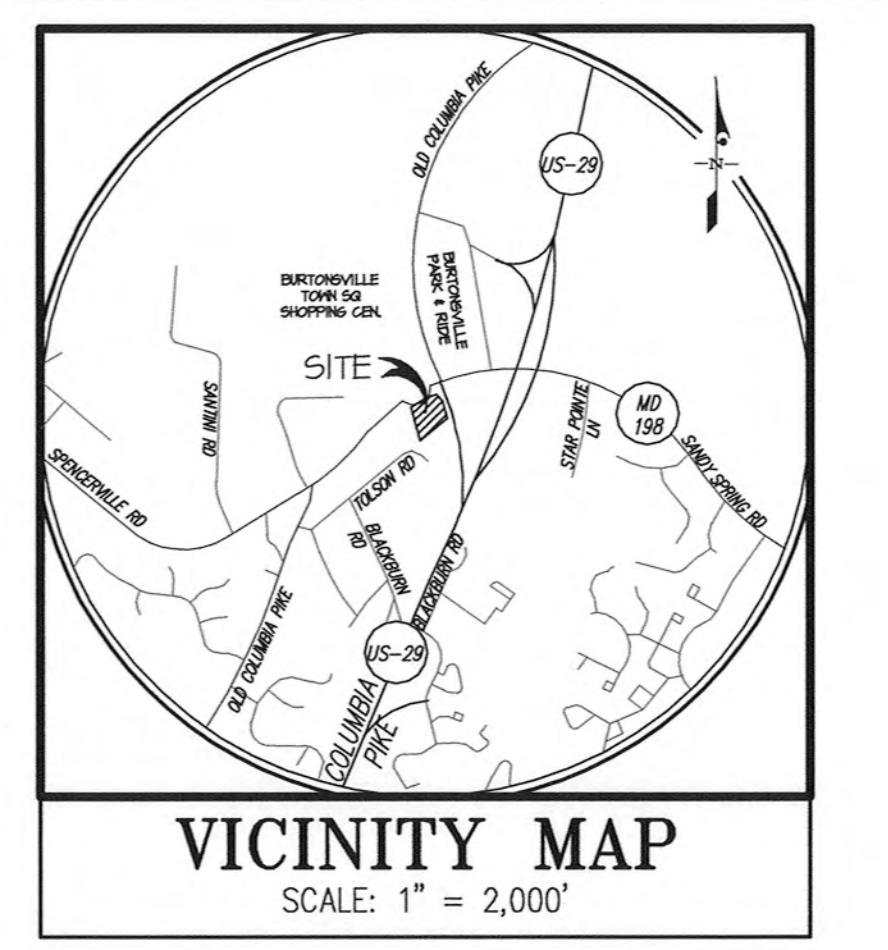 OLD COLUMBIA PIKE
US-29
-N-
BURTONSVILLE
TOWN SQ
SHOPPING CEN.
BURTONSVILLE
PARK & RIDE
SITE
SANTINI RD
STAR POINTE
LN
MD
198
SPENCERVILLE RD
TOLSON RD
SANDY SPRING RD
BLACKBURN
RD
BLACKBURN RD
OLD COLUMBIA PIKE
US-29
COLUMBIA
PIKE
VICINITY MAP
SCALE: 1" = 2,000'